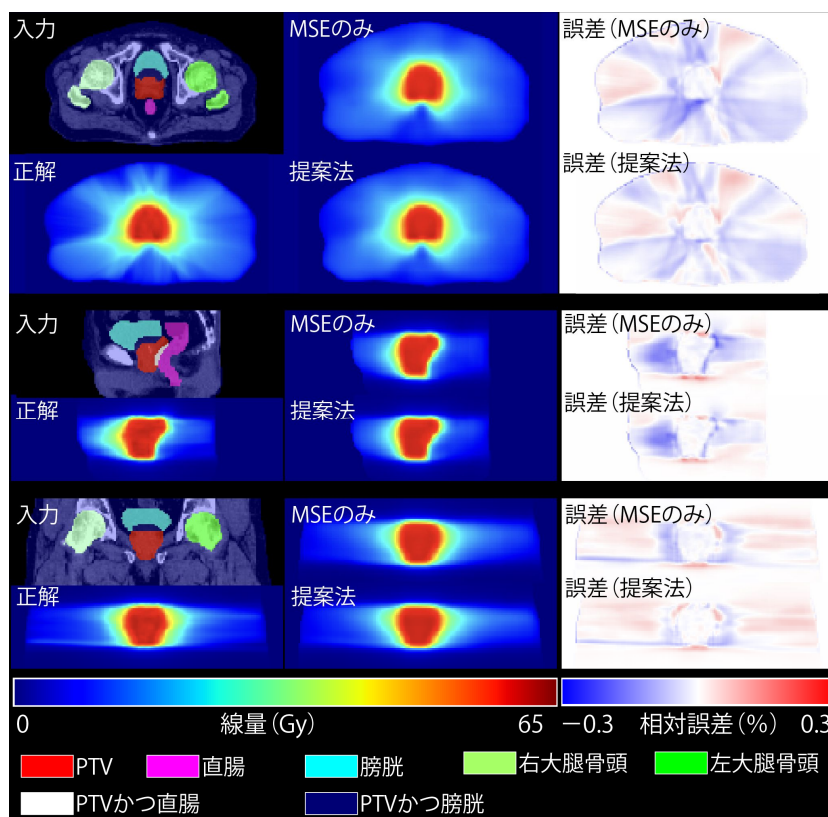 入力 MSEのみ 誤差(MSEのみ)
正解 提案法 誤差(提案法)
入力 MSEのみ 誤差(MSEのみ)
正解 提案法 誤差(提案法)
入力 MSEのみ 誤差(MSEのみ)
正解 提案法 誤差(提案法)
0 線量(Gy) 65 −0.3 相対誤差(%) 0.3
PTV 直腸 膀胱 右大腿骨頭 左大腿骨頭
PTVかつ直腸 PTVかつ膀胱